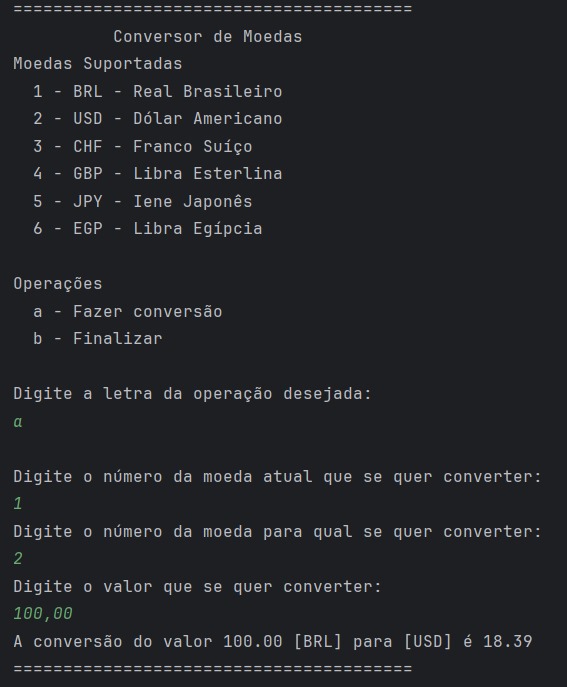 ========================================
Conversor de Moedas
Moedas Suportadas
1 - BRL - Real Brasileiro
2 - USD - Dólar Americano
3 - CHF - Franco Suíço
4 - GBP - Libra Esterlina
5 - JPY - Iene Japonês
6 - EGP - Libra Egípcia
Operações
a - Fazer conversão
b - Finalizar
Digite a letra da operação desejada:
a
Digite o número da moeda atual que se quer converter:
1
Digite o número da moeda para qual se quer converter:
2
Digite o valor que se quer converter:
100,00
A conversão do valor 100.00 [BRL] para [USD] é 18.39
========================================